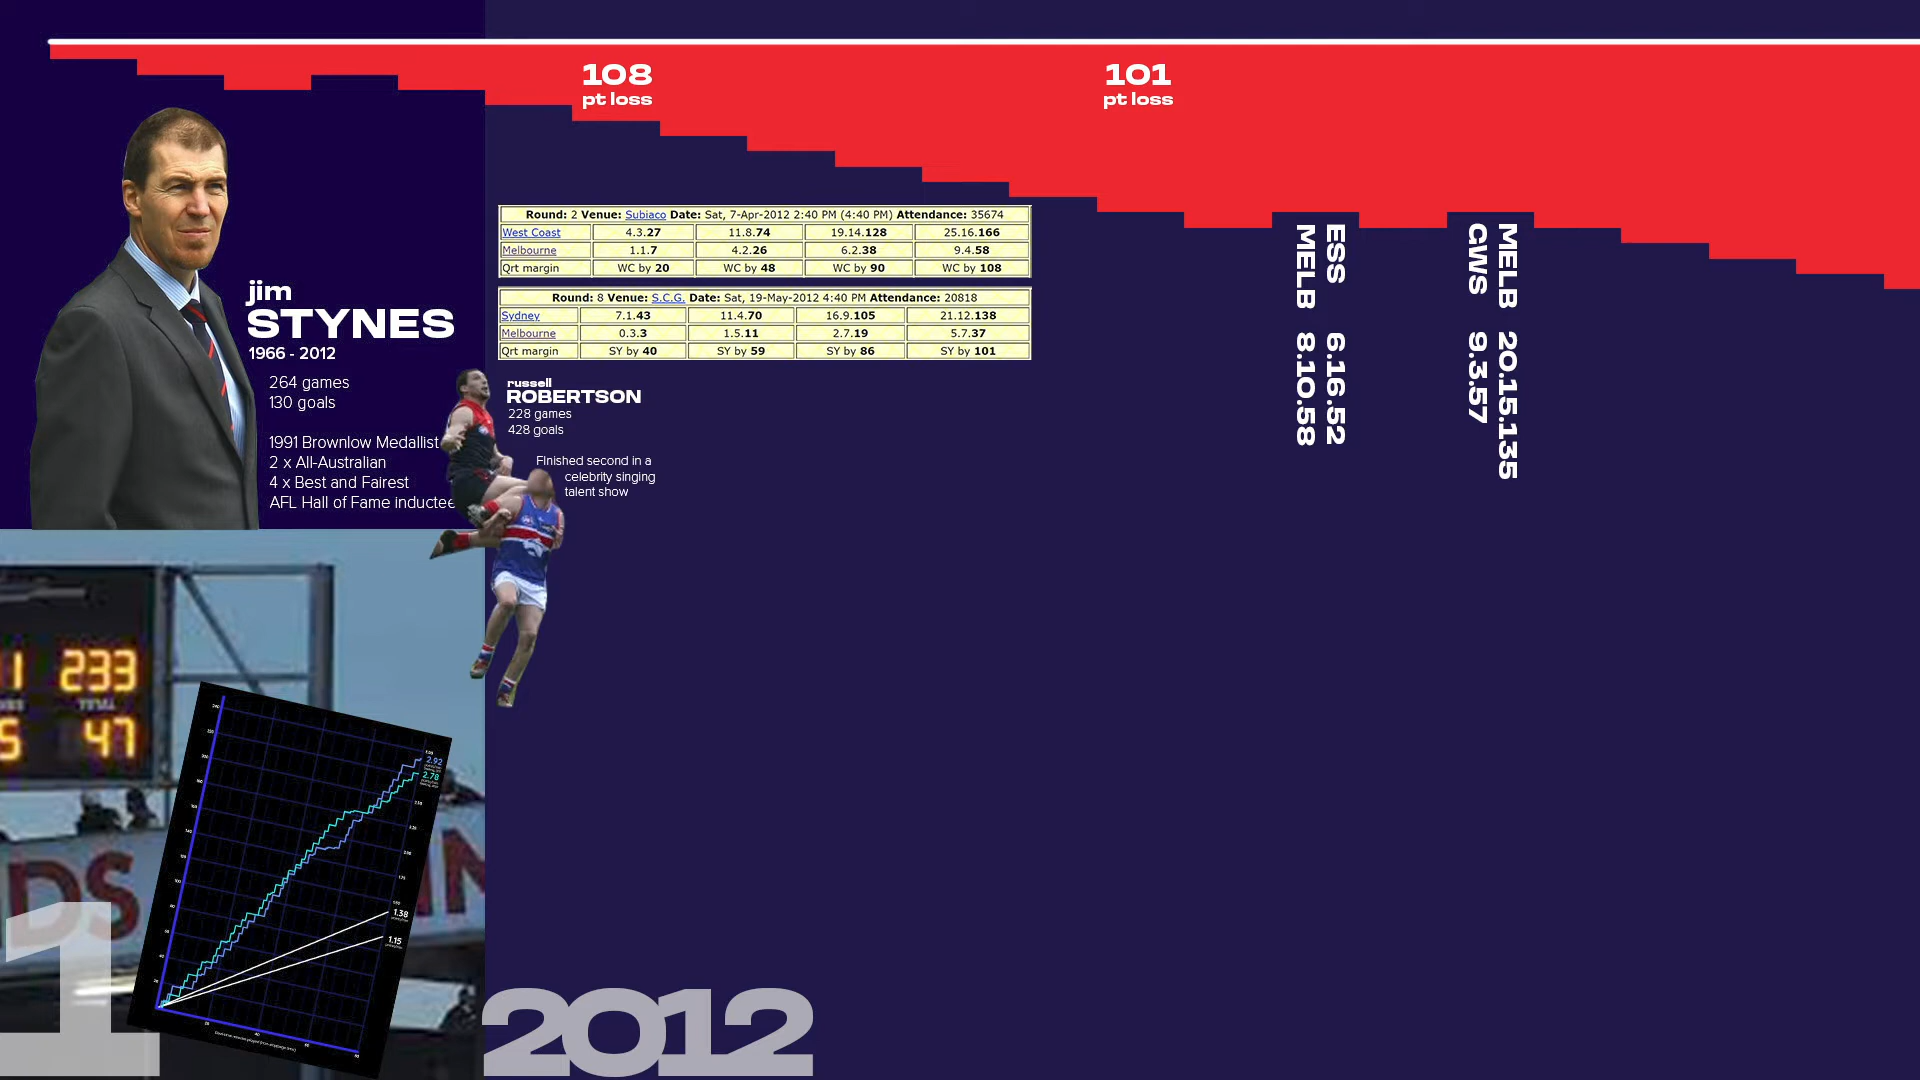 108
pt loss
101
pt loss
Round: 2 Venue: Subiaco Date: Sat, 7-Apr-2012 2:40 PM (4:40 PM) Attendance: 35674
West Coast 4.3.27 11.8.74 19.14.128 25.16.166
Melbourne 1.1.7 4.2.26 6.2.38 9.4.58
Qrt margin WC by 20 WC by 48 WC by 90 WC by 108
Round: 8 Venue: S.C.G. Date: Sat, 19-May-2012 4:40 PM Attendance: 20818
Sydney 7.1.43 11.4.70 16.9.105 21.12.138
Melbourne 0.3.3 1.5.11 2.7.19 5.7.37
Qrt margin SY by 40 SY by 59 SY by 86 SY by 101
ESS 6.16.52
MELB 8.10.58
MELB 20.15.135
GWS 9.3.57
jim
STYNES
1966 - 2012
264 games
130 goals
1991 Brownlow Medallist
2 x All-Australian
4 x Best and Fairest
AFL Hall of Fame inductee
russell
ROBERTSON
228 games
428 goals
Finished second in a
celebrity singing
talent show
1 233
5 47
DS
IN
2.92
2.78
1.38
1.15
1
2012